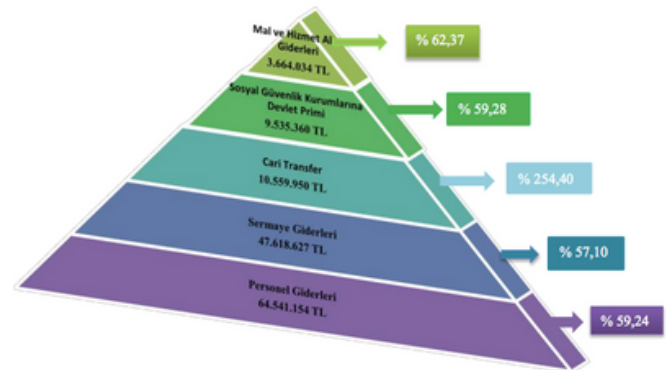 Mal ve Hizmet Al
Giderleri
3.664.034 TL
% 62,37
Sosyal Güvenlik Kurumlarına
Devlet Primi
9.535.360 TL
% 59,28
Cari Transfer
10.559.950 TL
% 254,40
Sermaye Giderleri
47.618.627 TL
% 57,10
Personel Giderleri
64.541.154 TL
% 59,24